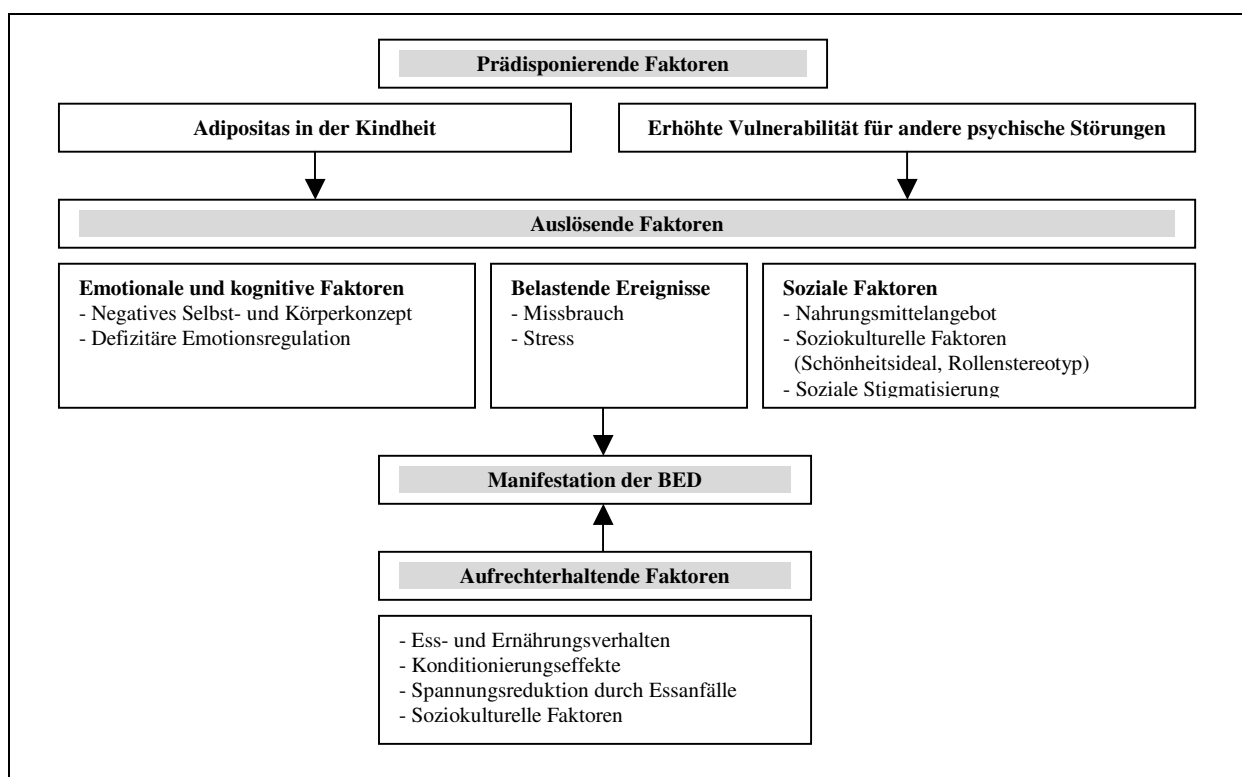 Prädisponierende Faktoren
Adipositas in der Kindheit
Erhöhte Vulnerabilität für andere psychische Störungen
Auslösende Faktoren
Emotionale und kognitive Faktoren
- Negatives Selbst- und Körperkonzept
- Defizitäre Emotionsregulation
Belastende Ereignisse
- Missbrauch
- Stress
Soziale Faktoren
- Nahrungsmittelangebot
- Soziokulturelle Faktoren
(Schönheitsideal, Rollenstereotyp)
- Soziale Stigmatisierung
Manifestation der BED
Aufrechterhaltende Faktoren
- Ess- und Ernährungsverhalten
- Konditionierungseffekte
- Spannungsreduktion durch Essanfälle
- Soziokulturelle Faktoren